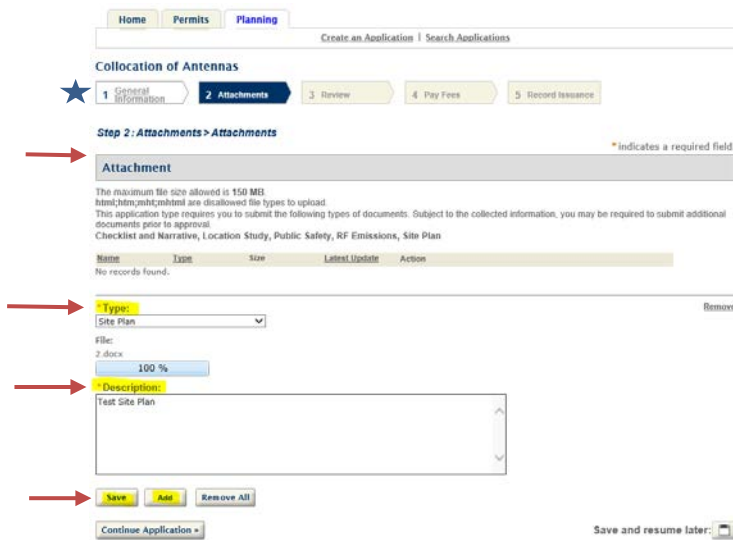 Home Permits Planning
Create an Application | Search Applications
Collocation of Antennas
1 General Information 2 Attachments 3 Review 4 Pay Fees 5 Record Issuance
Step 2: Attachments > Attachments
* indicates a required field
Attachment
The maximum file size allowed is 150 MB.
html;htm;mht;mhtml are disallowed file types to upload.
This application type requires you to submit the following types of documents. Subject to the collected information, you may be required to submit additional
documents prior to approval.
Checklist and Narrative, Location Study, Public Safety, RF Emissions, Site Plan
Name Type Size Latest Update Action
No records found.
*Type: Remove
Site Plan
File:
2.docx
100 %
*Description:
Test Site Plan
Save Add Remove All
Continue Application » Save and resume later: